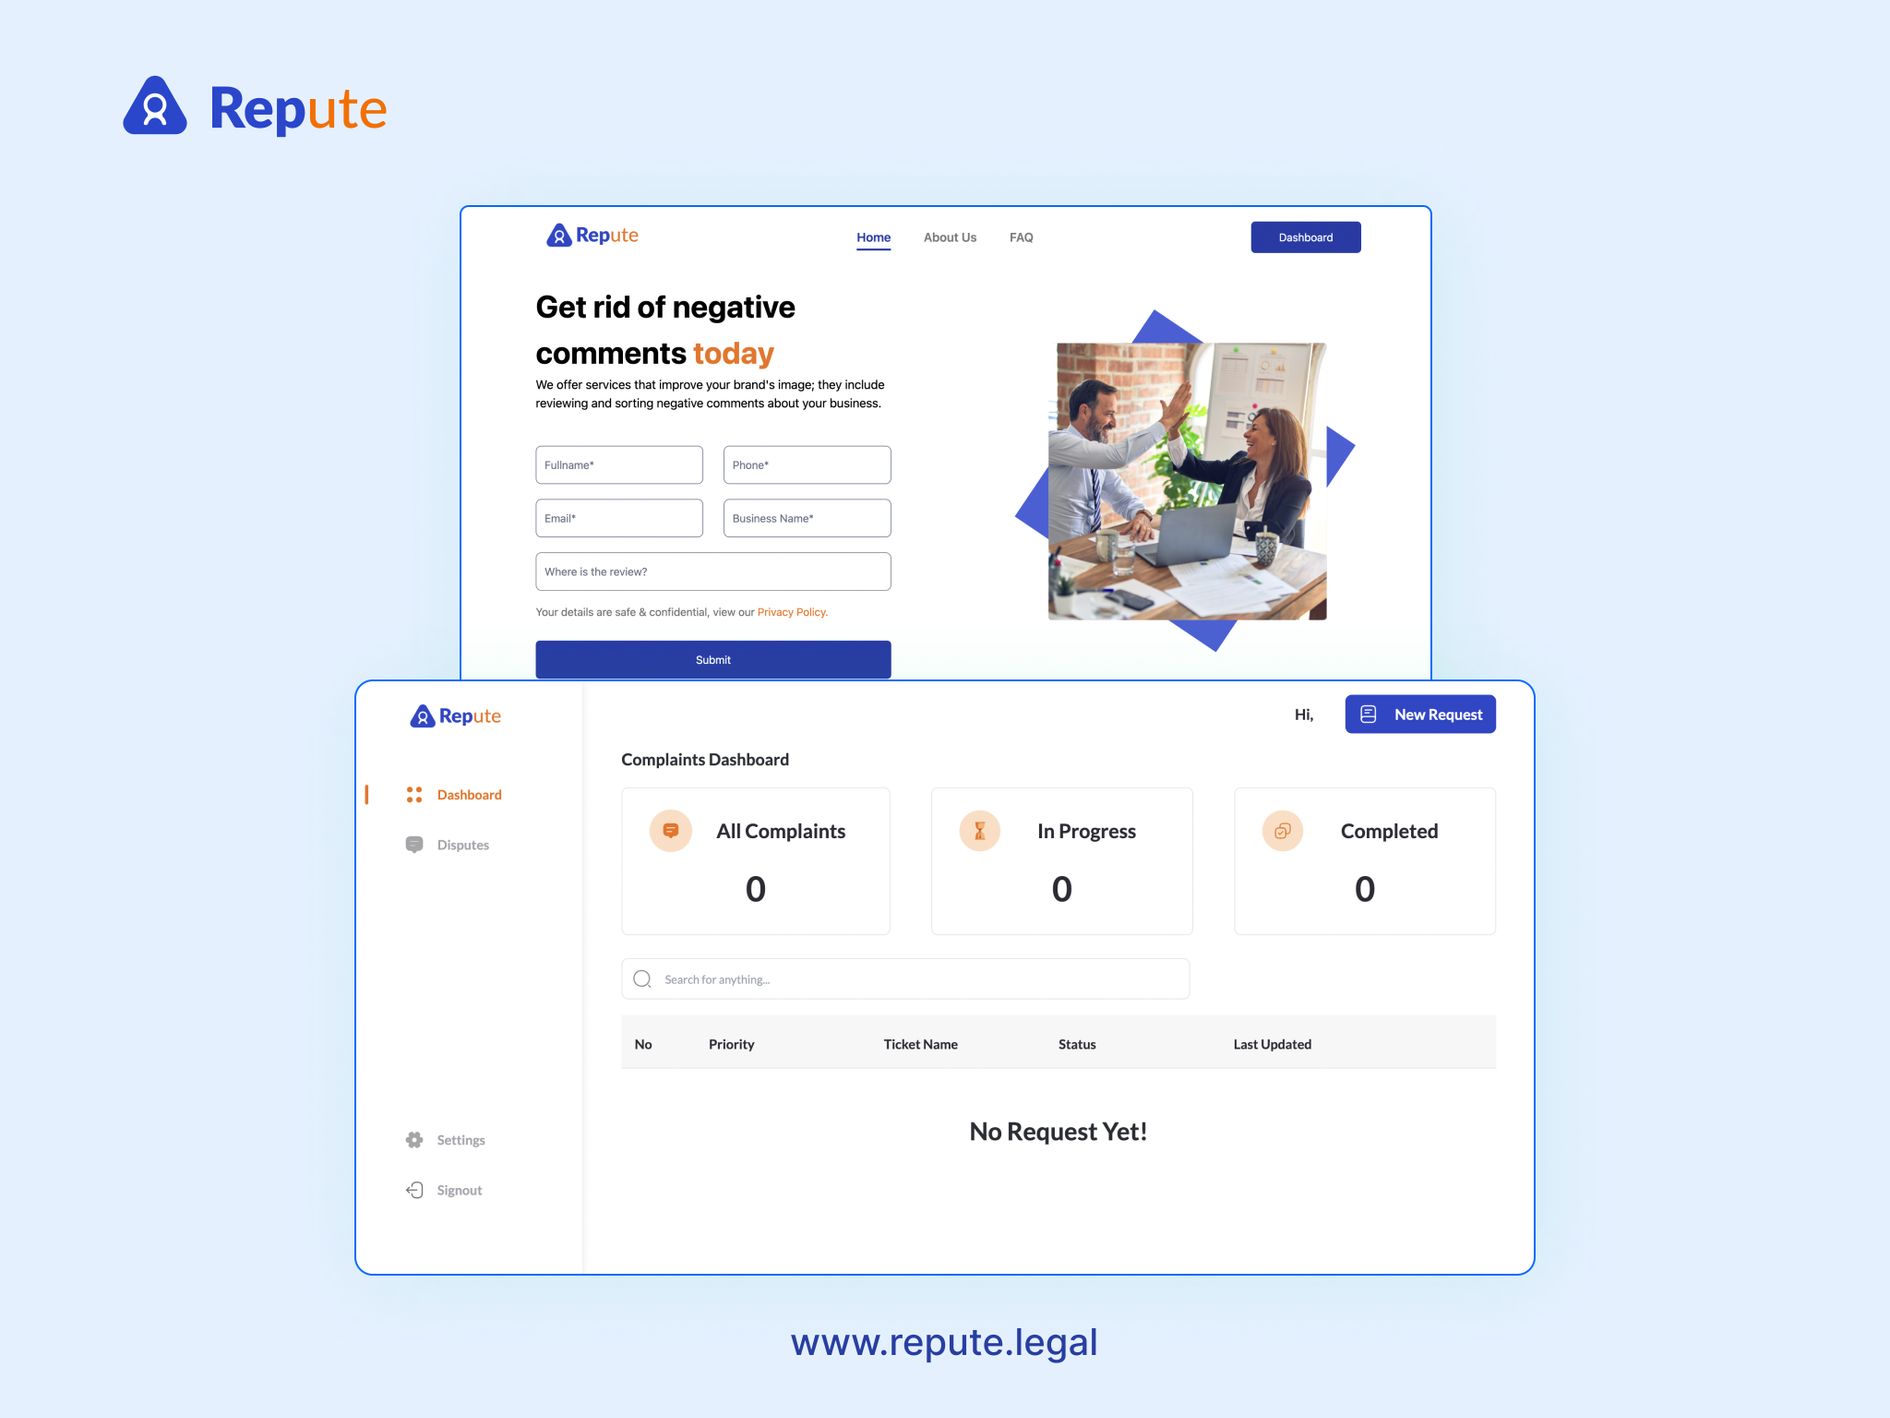 Repute
Repute
Home
About Us
FAQ
Dashboard
Get rid of negative
comments today
We offer services that improve your brand's image; they include
reviewing and sorting negative comments about your business.
Fullname*
Phone*
Email*
Business Name*
Where is the review?
Your details are safe & confidential, view our Privacy Policy.
Submit
Repute
Hi,
New Request
Dashboard
Disputes
Settings
Signout
Complaints Dashboard
All Complaints
0
In Progress
0
Completed
0
Search for anything...
No
Priority
Ticket Name
Status
Last Updated
No Request Yet!
www.repute.legal